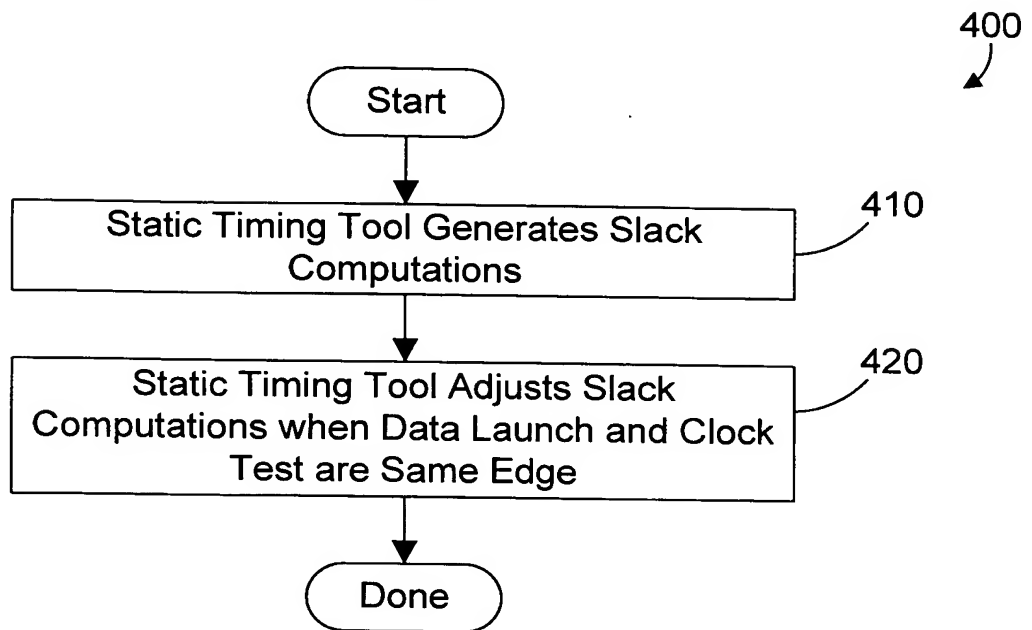 400
Start
410
Static Timing Tool Generates Slack
Computations
420
Static Timing Tool Adjusts Slack
Computations when Data Launch and Clock
Test are Same Edge
Done